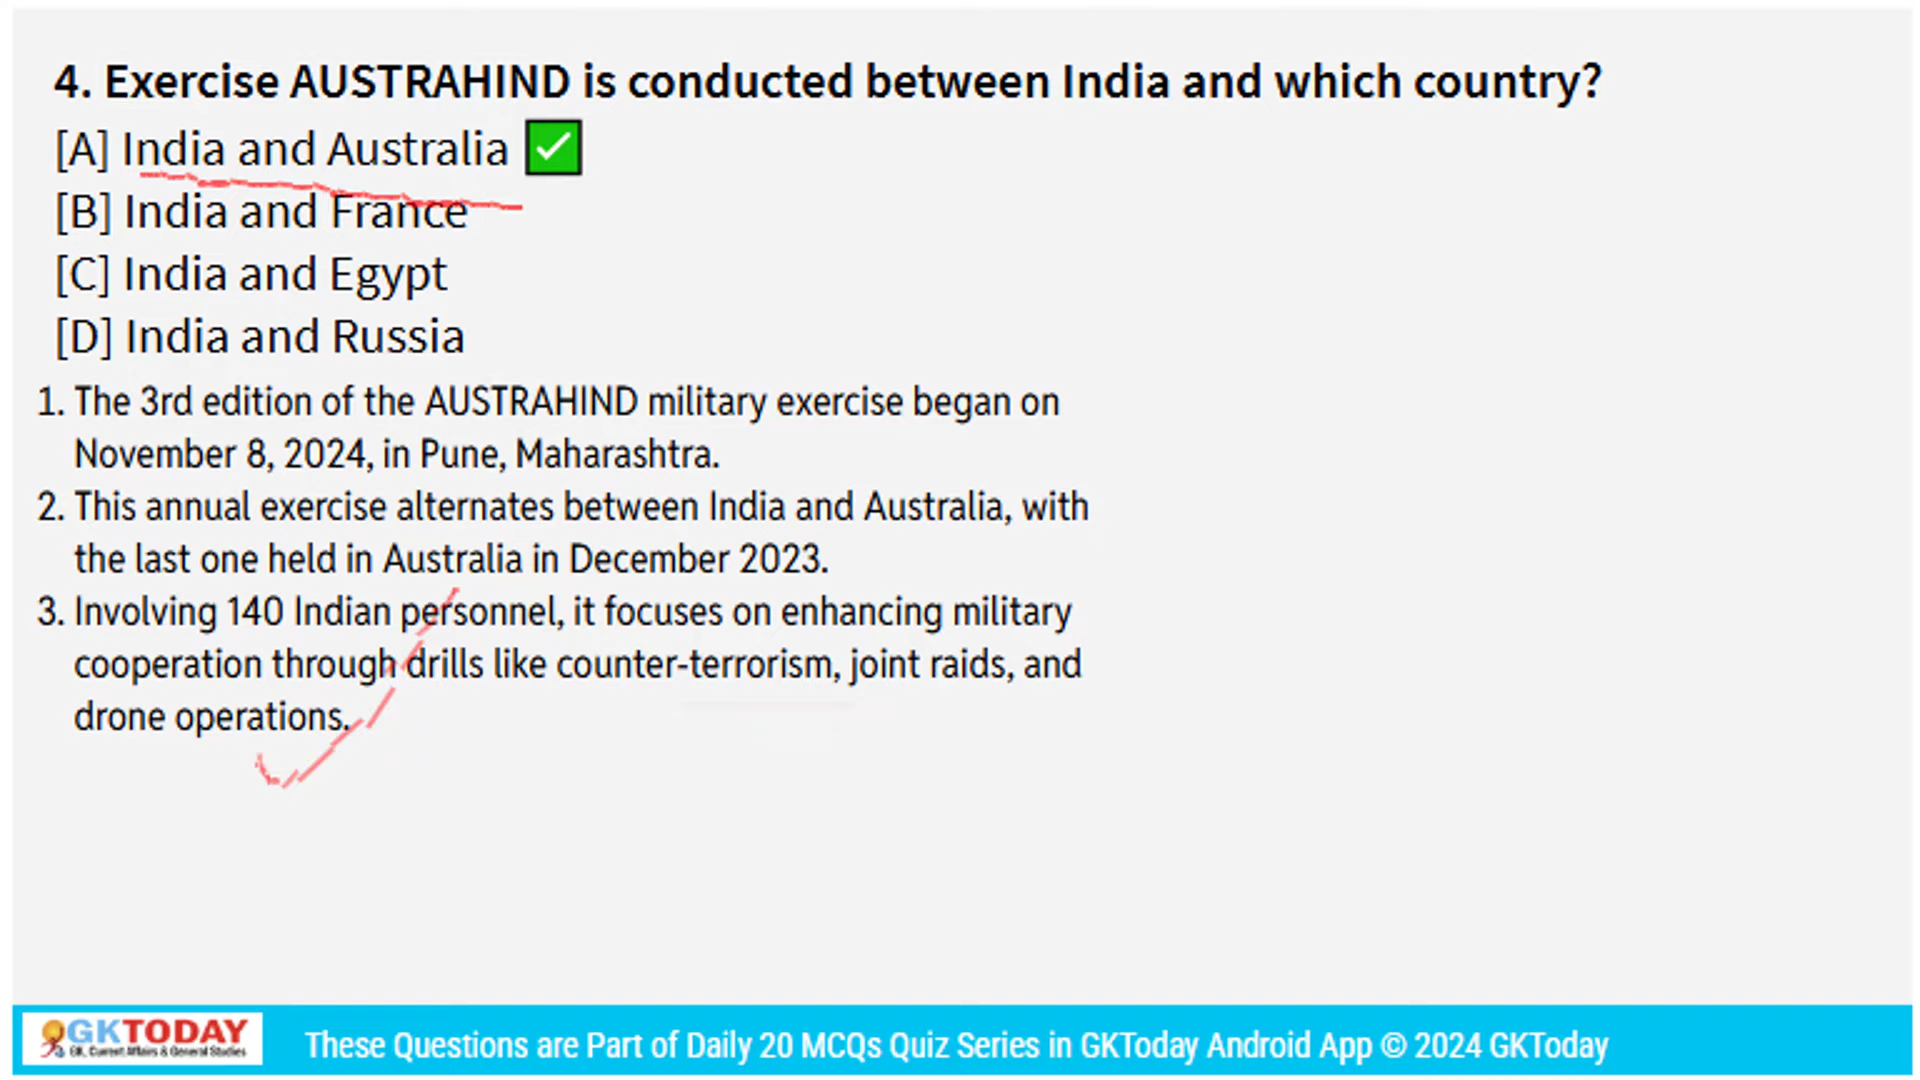 4. Exercise AUSTRAHIND is conducted between India and which country?
[A] India and Australia
[B] India and France
[C] India and Egypt
[D] India and Russia
1. The 3rd edition of the AUSTRAHIND military exercise began on
November 8, 2024, in Pune, Maharashtra.
2. This annual exercise alternates between India and Australia, with
the last one held in Australia in December 2023.
3. Involving 140 Indian personnel, it focuses on enhancing military
cooperation through drills like counter-terrorism, joint raids, and
drone operations.
GKTODAY
GK, Current Affairs & General Studies
These Questions are Part of Daily 20 MCQs Quiz Series in GKToday Android App © 2024 GKToday